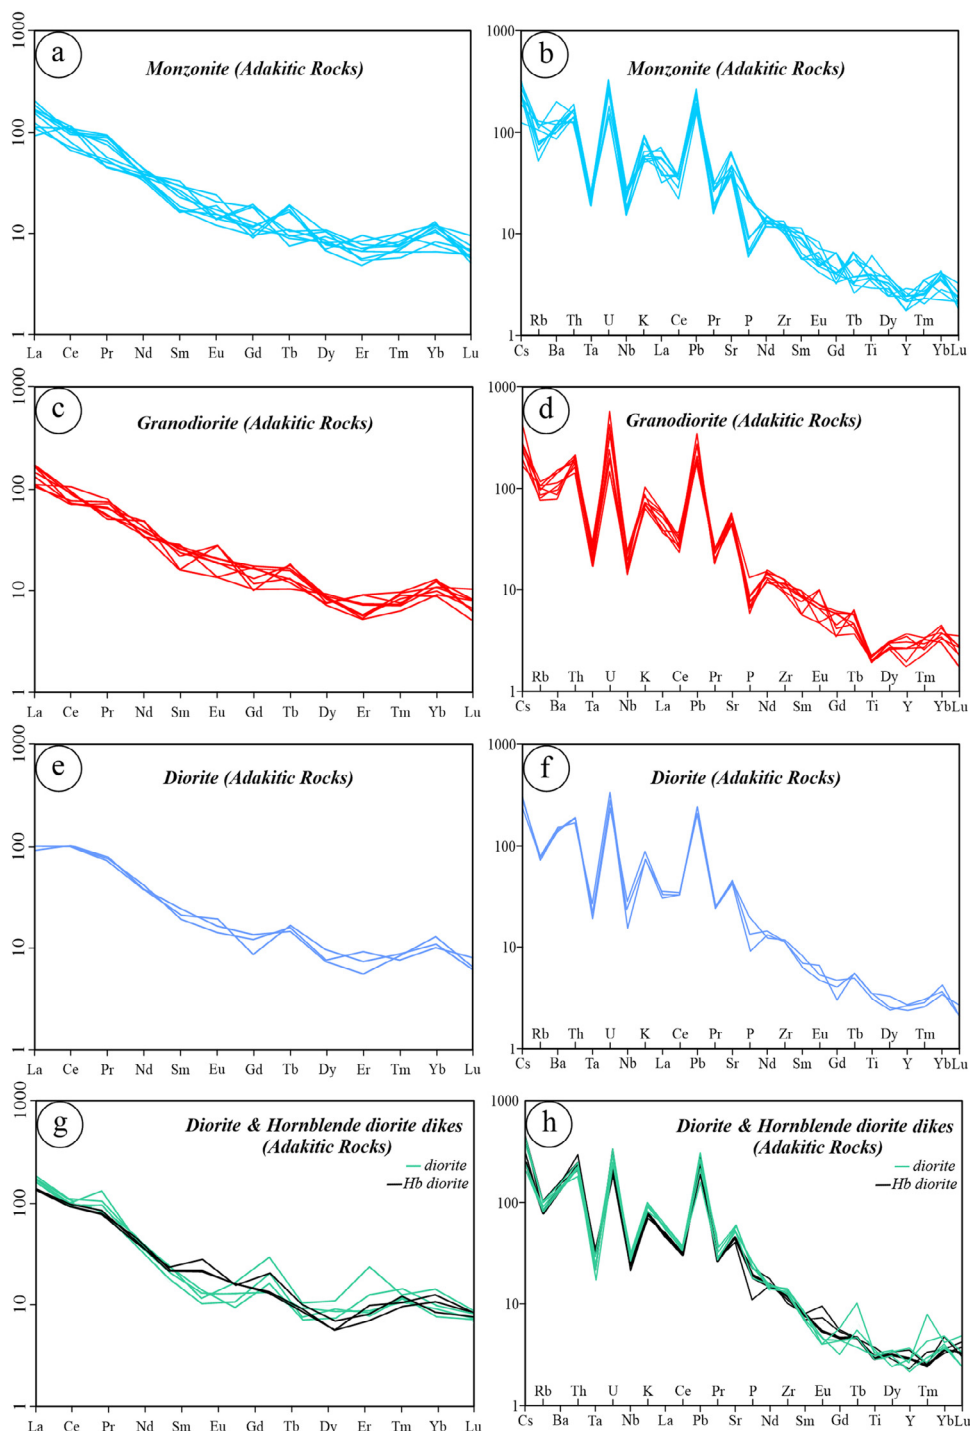 a
Monzonite (Adakitic Rocks)
1000
100
10
1
La Ce Pr Nd Sm Eu Gd Tb Dy Er Tm Yb Lu
b
Monzonite (Adakitic Rocks)
1000
100
10
1
Rb Th U K Ce Pr P Zr Eu Tb Dy Tm
Cs Ba Ta Nb La Pb Sr Nd Sm Gd Ti Y Yb Lu
c
Granodiorite (Adakitic Rocks)
1000
100
10
1
La Ce Pr Nd Sm Eu Gd Tb Dy Er Tm Yb Lu
d
Granodiorite (Adakitic Rocks)
1000
100
10
1
Rb Th U K Ce Pr P Zr Eu Tb Dy Tm
Cs Ba Ta Nb La Pb Sr Nd Sm Gd Ti Y Yb Lu
e
Diorite (Adakitic Rocks)
1000
100
10
1
La Ce Pr Nd Sm Eu Gd Tb Dy Er Tm Yb Lu
f
Diorite (Adakitic Rocks)
1000
100
10
1
Rb Th U K Ce Pr P Zr Eu Tb Dy Tm
Cs Ba Ta Nb La Pb Sr Nd Sm Gd Ti Y Yb Lu
g
Diorite & Hornblende diorite dikes
(Adakitic Rocks)
diorite
Hb diorite
1000
100
10
1
La Ce Pr Nd Sm Eu Gd Tb Dy Er Tm Yb Lu
h
Diorite & Hornblende diorite dikes
(Adakitic Rocks)
diorite
Hb diorite
1000
100
10
1
Rb Th U K Ce Pr P Zr Eu Tb Dy Tm
Cs Ba Ta Nb La Pb Sr Nd Sm Gd Ti Y Yb Lu